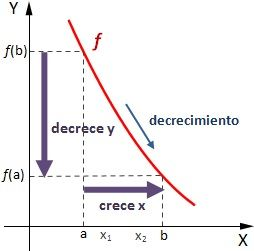 Y
f
f(b)
decrece y
decrecimiento
f(a)
crece x
a x₁ x₂ b
X